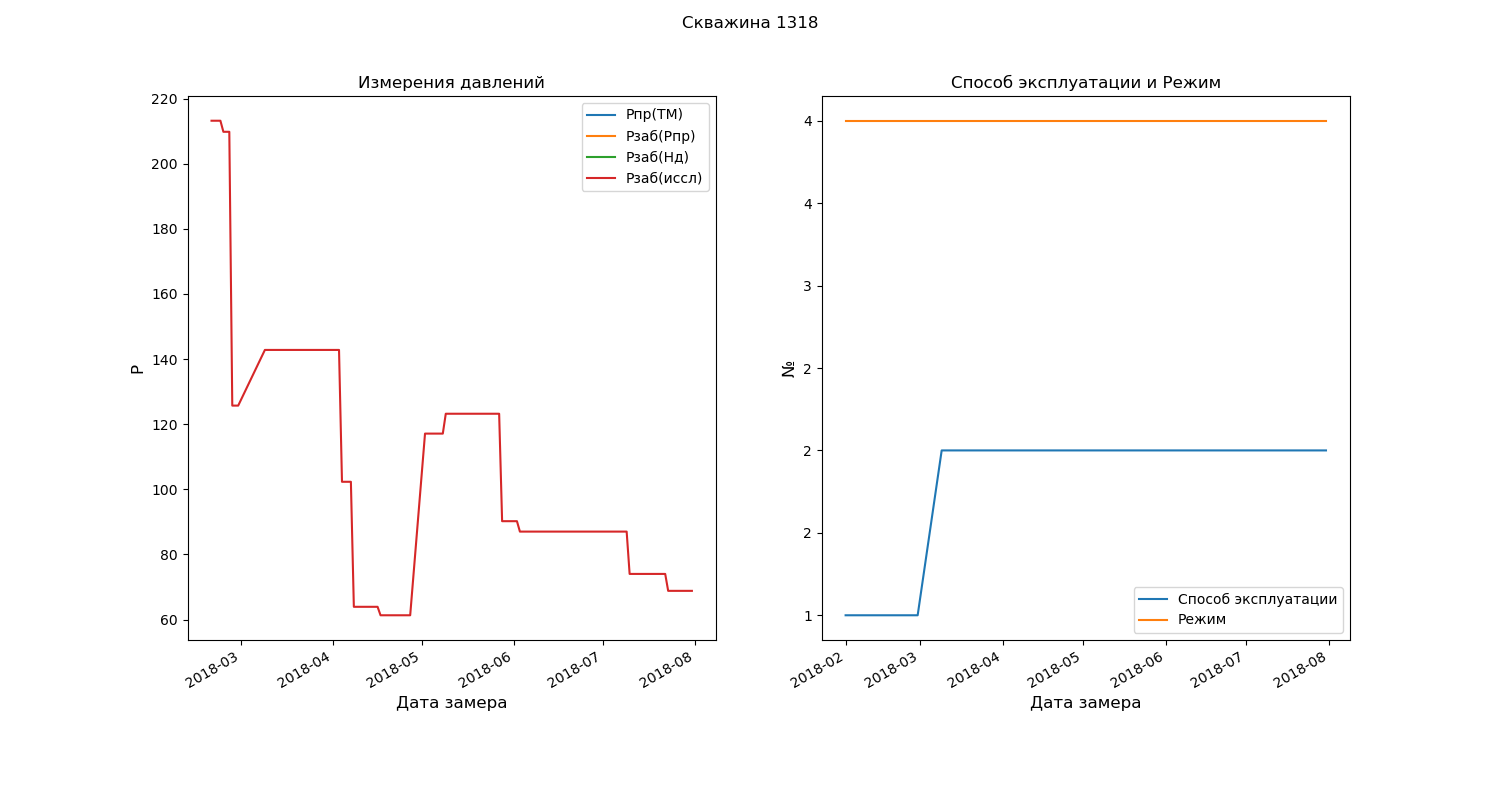 Скважина 1318
Измерения давлений
220
200
180
160
140
120
100
80
60
P
Рпр(ТМ)
Рзаб(Рпр)
Рзаб(Нд)
Рзаб(иссл)
2018-03
2018-04
2018-05
2018-06
2018-07
2018-08
Дата замера
Способ эксплуатации и Режим
4
4
3
2
2
2
1
№
Способ эксплуатации
Режим
2018-02
2018-03
2018-04
2018-05
2018-06
2018-07
2018-08
Дата замера